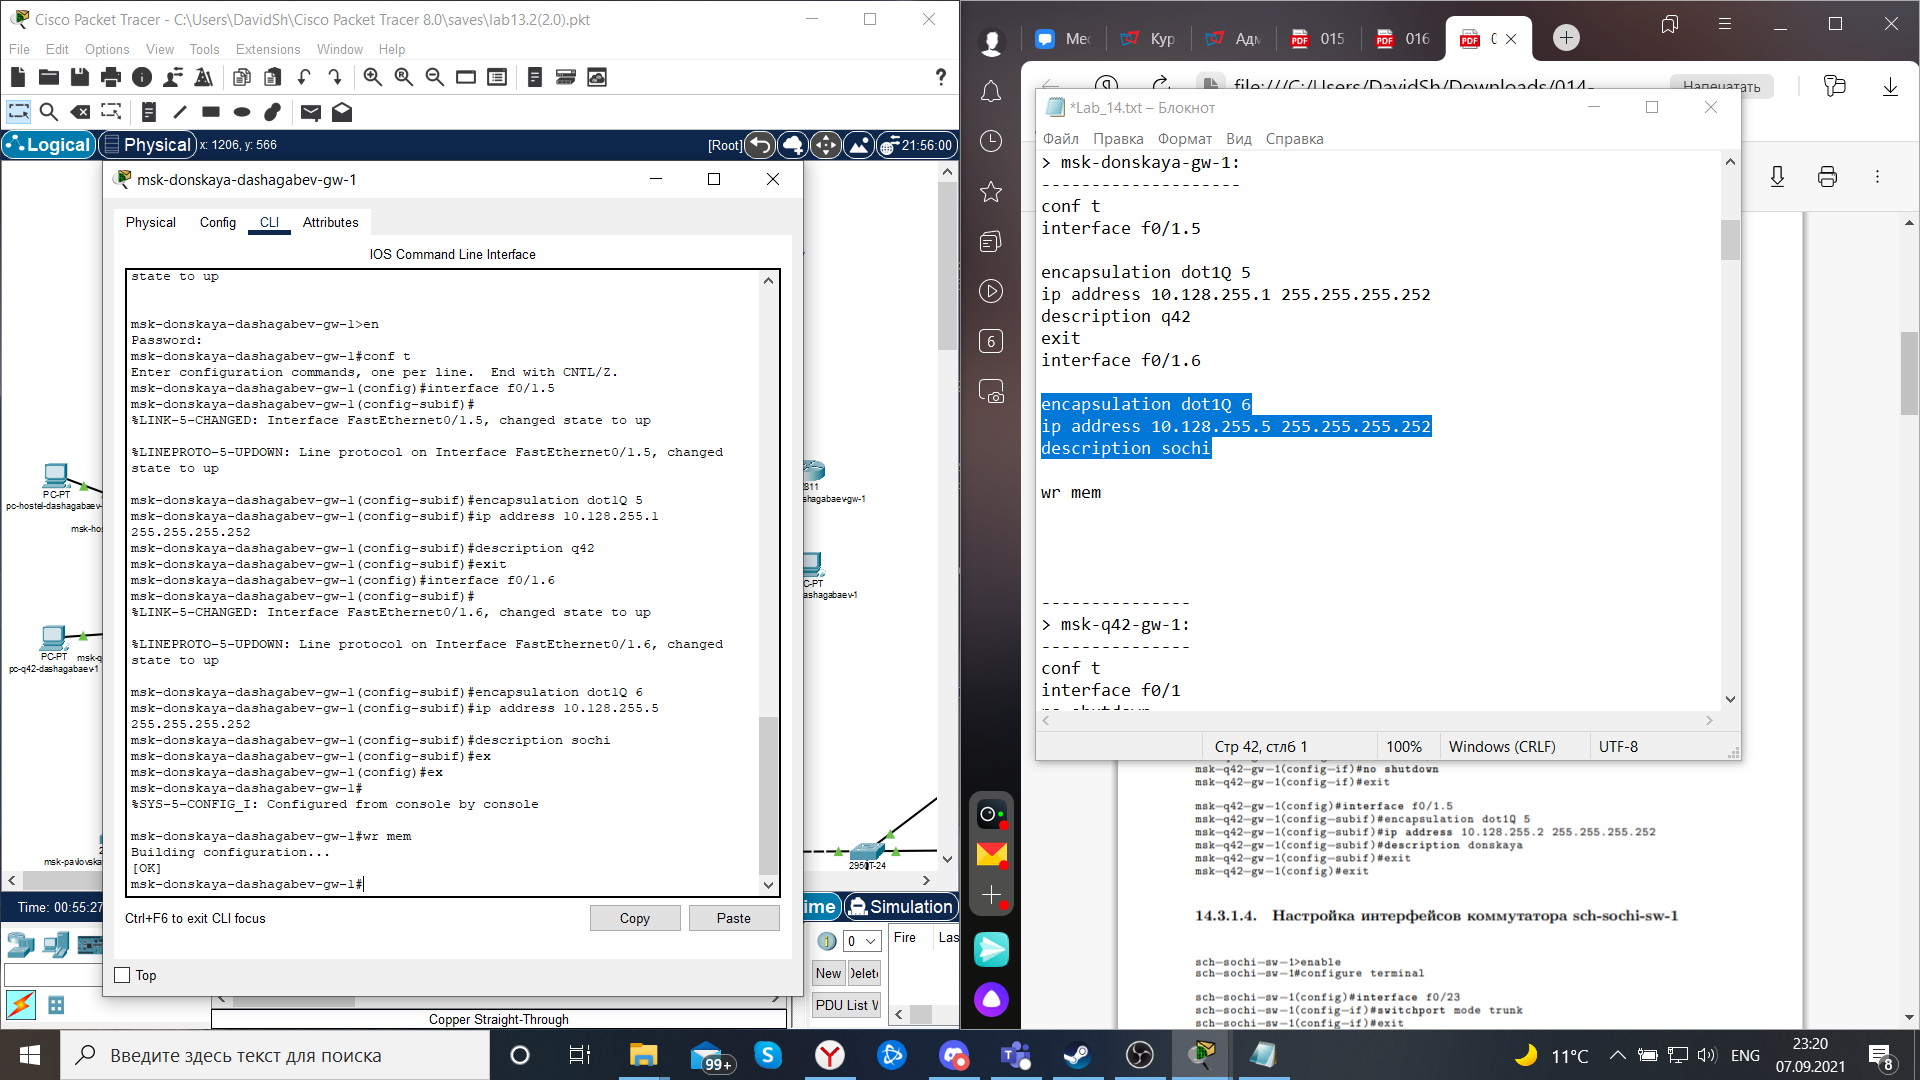 Cisco Packet Tracer - C:\Users\DavidSh\Cisco Packet Tracer 8.0\saves\lab13.2(2.0).pkt
File Edit Options View Tools Extensions Window Help
Logical Physical x: 1206, y: 566 [Root] 21:56:00
msk-donskaya-dashagabev-gw-1
Physical Config CLI Attributes
IOS Command Line Interface
state to up
msk-donskaya-dashagabev-gw-1>en
Password:
msk-donskaya-dashagabev-gw-1#conf t
Enter configuration commands, one per line. End with CNTL/Z.
msk-donskaya-dashagabev-gw-1(config)#interface f0/1.5
msk-donskaya-dashagabev-gw-1(config-subif)#
%LINK-5-CHANGED: Interface FastEthernet0/1.5, changed state to up
%LINEPROTO-5-UPDOWN: Line protocol on Interface FastEthernet0/1.5, changed
state to up
msk-donskaya-dashagabev-gw-1(config-subif)#encapsulation dot1Q 5
msk-donskaya-dashagabev-gw-1(config-subif)#ip address 10.128.255.1
255.255.255.252
msk-donskaya-dashagabev-gw-1(config-subif)#description q42
msk-donskaya-dashagabev-gw-1(config-subif)#exit
msk-donskaya-dashagabev-gw-1(config)#interface f0/1.6
msk-donskaya-dashagabev-gw-1(config-subif)#
%LINK-5-CHANGED: Interface FastEthernet0/1.6, changed state to up
%LINEPROTO-5-UPDOWN: Line protocol on Interface FastEthernet0/1.6, changed
state to up
msk-donskaya-dashagabev-gw-1(config-subif)#encapsulation dot1Q 6
msk-donskaya-dashagabev-gw-1(config-subif)#ip address 10.128.255.5
255.255.255.252
msk-donskaya-dashagabev-gw-1(config-subif)#description sochi
msk-donskaya-dashagabev-gw-1(config-subif)#ex
msk-donskaya-dashagabev-gw-1(config)#ex
msk-donskaya-dashagabev-gw-1#
%SYS-5-CONFIG_I: Configured from console by console
msk-donskaya-dashagabev-gw-1#wr mem
Building configuration...
[OK]
msk-donskaya-dashagabev-gw-1#
Ctrl+F6 to exit CLI focus
Copy Paste
Top
PC-PT
pc-hostel-dashagabaev-
msk-ho
PC-PT msk-q
pc-q42-dashagabaev-1
msk-pavlovska
811
shagabaev-gw-1
C-PT
ashagabaev-1
2950T-24
Time: 00:55:27
ime Simulation
0
Fire Las
New Delet
PDU List W
Copper Straight-Through
Мес Кур Адм 015 016 0
file:///C:/Users/DavidSh/Downloads/014-
Напечатать
*Lab_14.txt – Блокнот
Файл Правка Формат Вид Справка
> msk-donskaya-gw-1:
--------------------
conf t
interface f0/1.5
encapsulation dot1Q 5
ip address 10.128.255.1 255.255.255.252
description q42
exit
interface f0/1.6
encapsulation dot1Q 6
ip address 10.128.255.5 255.255.255.252
description sochi
wr mem
---------------
> msk-q42-gw-1:
---------------
conf t
interface f0/1
no shutdown
Стр 42, стлб 1 100% Windows (CRLF) UTF-8
6
msk-q42-gw-1(config-if)#no shutdown
msk-q42-gw-1(config-if)#exit
msk-q42-gw-1(config)#interface f0/1.5
msk-q42-gw-1(config-subif)#encapsulation dot1Q 5
msk-q42-gw-1(config-subif)#ip address 10.128.255.2 255.255.255.252
msk-q42-gw-1(config-subif)#description donskaya
msk-q42-gw-1(config-subif)#exit
msk-q42-gw-1(config)#exit
14.3.1.4. Настройка интерфейсов коммутатора sch-sochi-sw-1
sch-sochi-sw-1>enable
sch-sochi-sw-1#configure terminal
sch-sochi-sw-1(config)#interface f0/23
sch-sochi-sw-1(config-if)#switchport mode trunk
sch-sochi-sw-1(config-if)#exit
Введите здесь текст для поиска
99+
11°C
ENG
23:20
07.09.2021
8